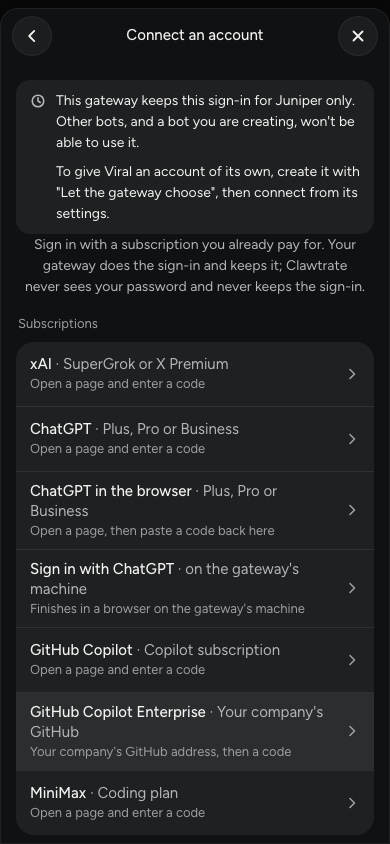 Connect an account
This gateway keeps this sign-in for Juniper only.
Other bots, and a bot you are creating, won't be
able to use it.
To give Viral an account of its own, create it with
"Let the gateway choose", then connect from its
settings.
Sign in with a subscription you already pay for. Your
gateway does the sign-in and keeps it; Clawtrate
never sees your password and never keeps the sign-in.
Subscriptions
xAI · SuperGrok or X Premium
Open a page and enter a code
ChatGPT · Plus, Pro or Business
Open a page and enter a code
ChatGPT in the browser · Plus, Pro or
Business
Open a page, then paste a code back here
Sign in with ChatGPT · on the gateway's
machine
Finishes in a browser on the gateway's machine
GitHub Copilot · Copilot subscription
Open a page and enter a code
GitHub Copilot Enterprise · Your company's
GitHub
Your company's GitHub address, then a code
MiniMax · Coding plan
Open a page and enter a code